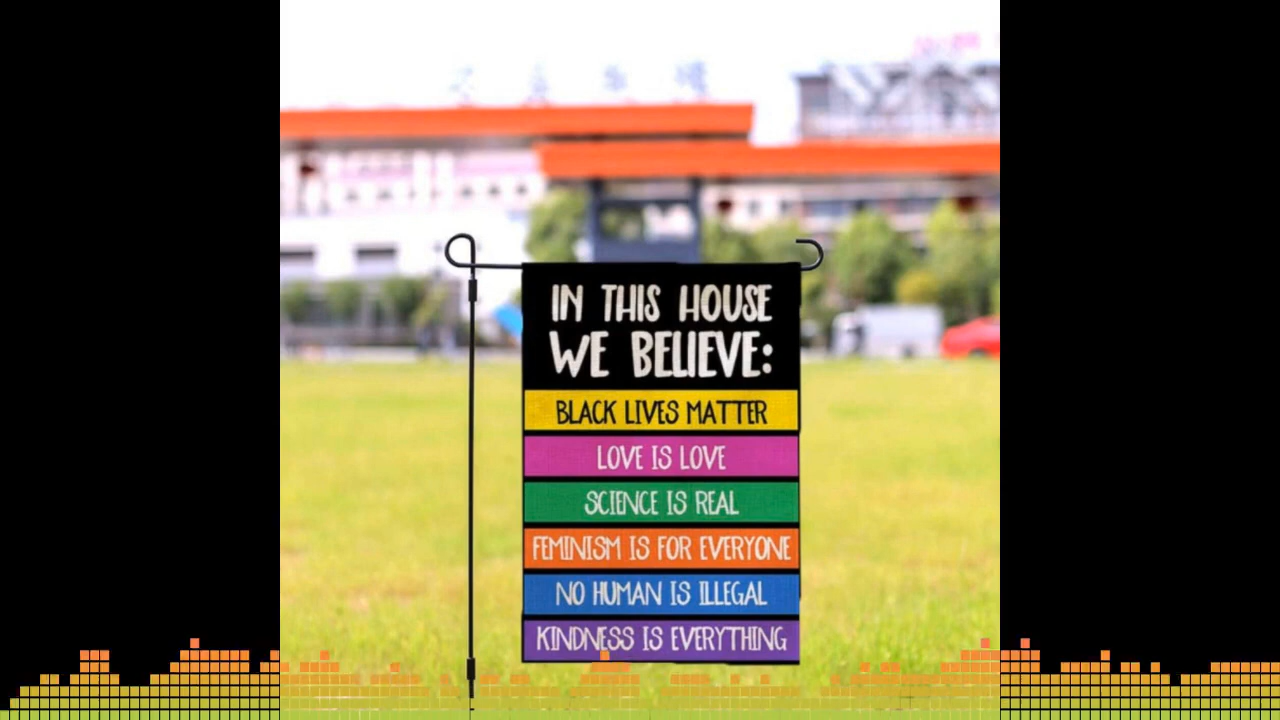 IN THIS HOUSE
WE BELIEVE:
BLACK LIVES MATTER
LOVE IS LOVE
SCIENCE IS REAL
FEMINISM IS FOR EVERYONE
NO HUMAN IS ILLEGAL
KINDNESS IS EVERYTHING